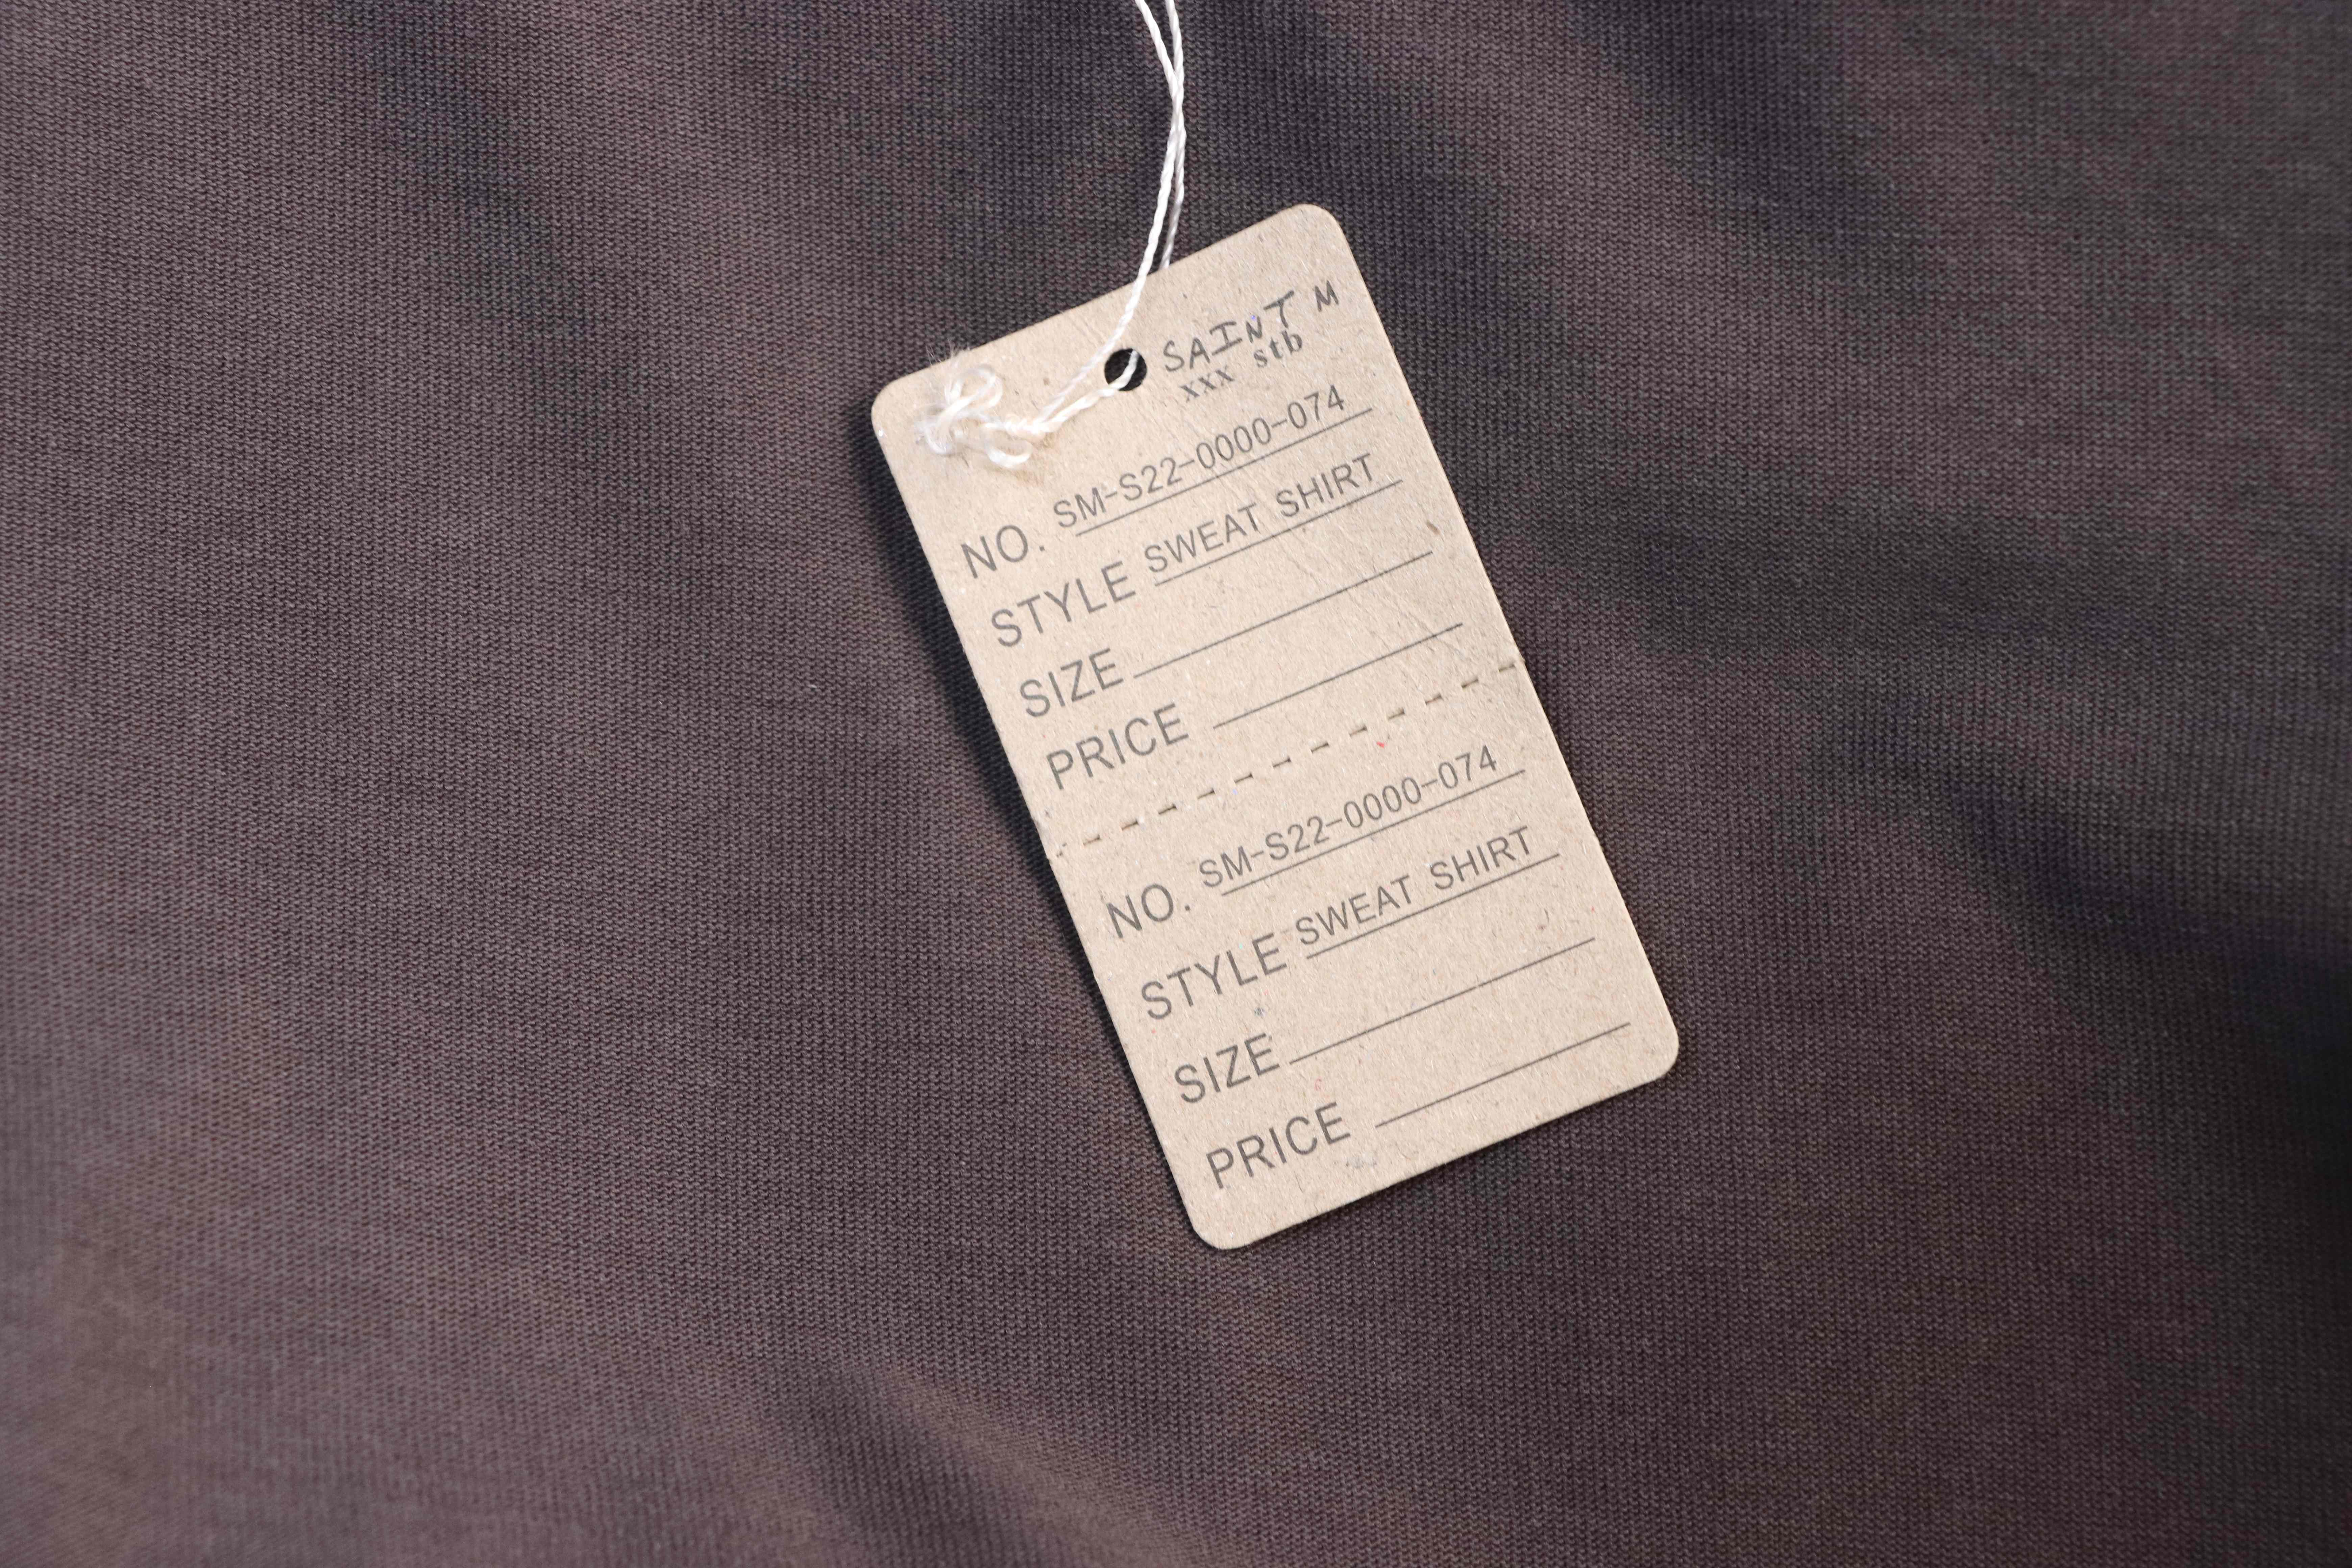 SAINT M
xxx stb
NO. SM-S22-0000-074
STYLE SWEAT SHIRT
SIZE
PRICE
NO. SM-S22-0000-074
STYLE SWEAT SHIRT
SIZE
PRICE